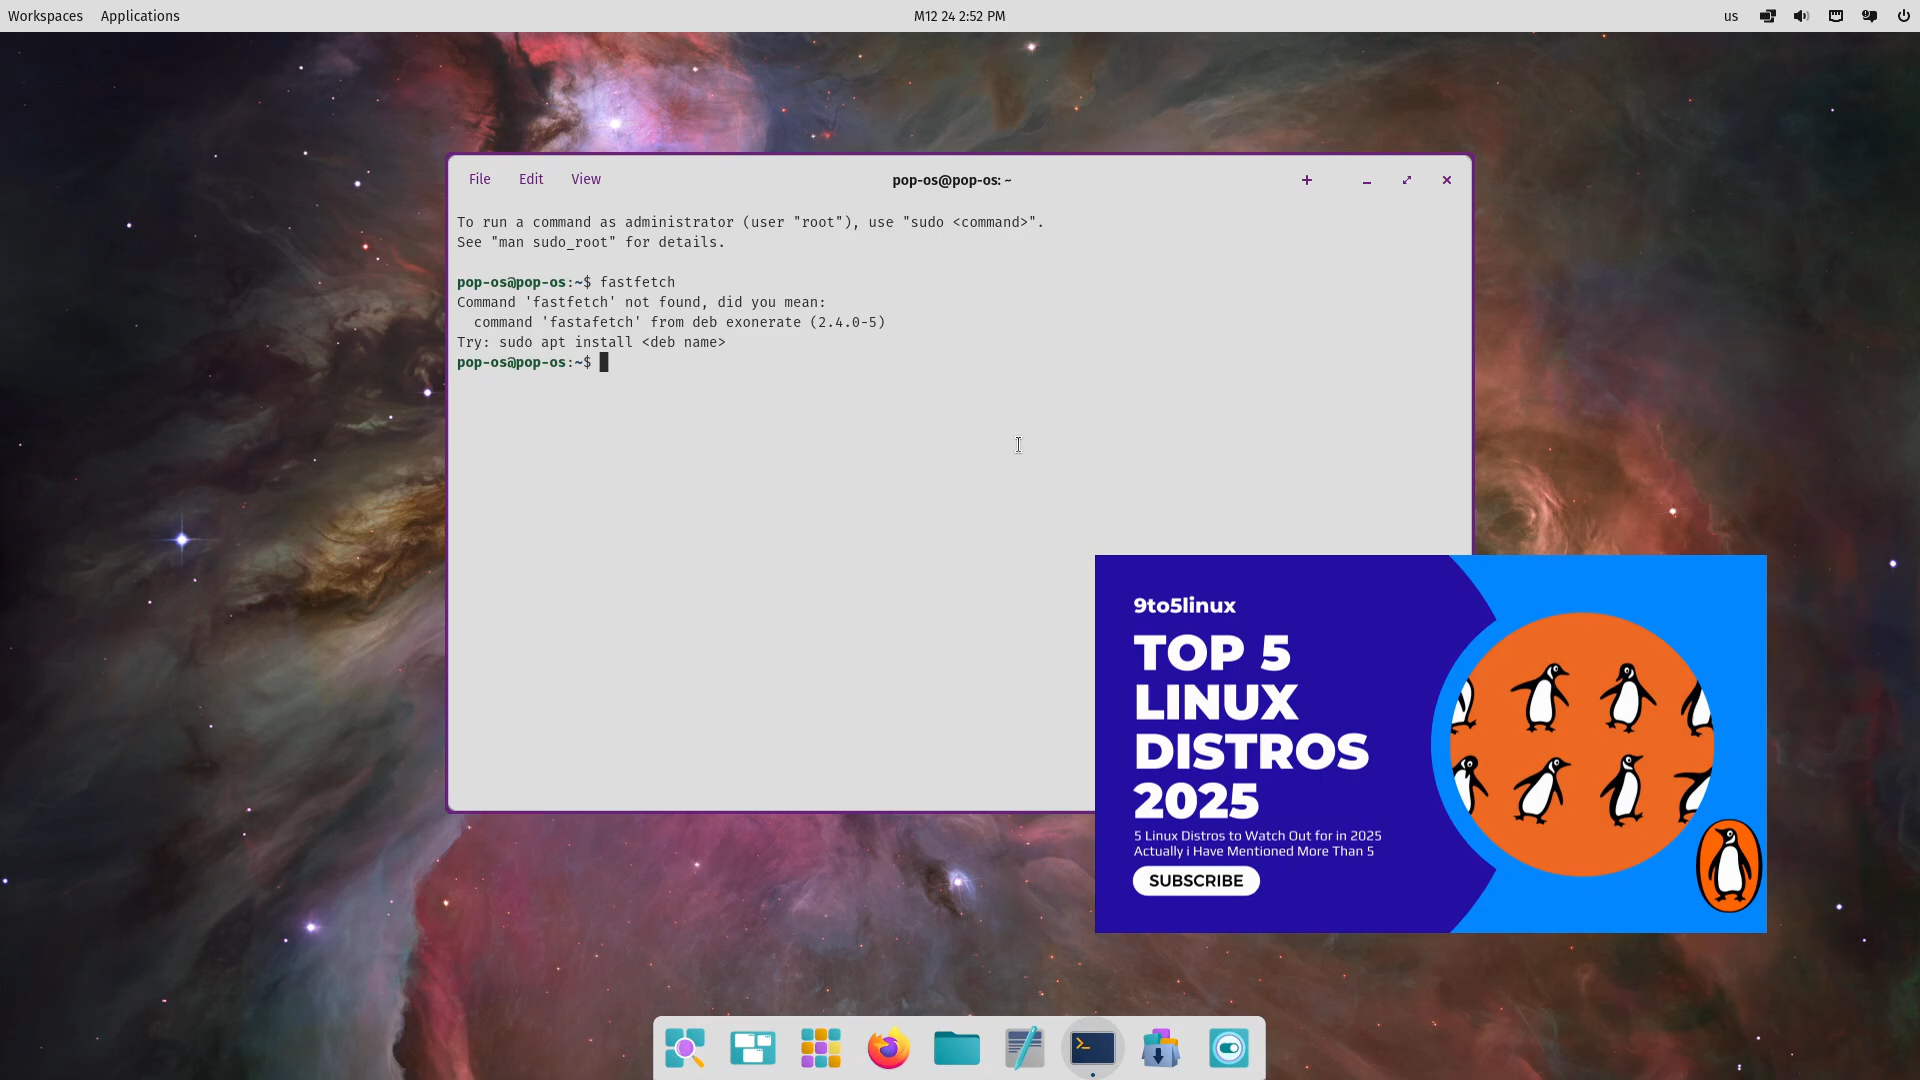 Workspaces Applications M12 24 2:52 PM us
File Edit View pop-os@pop-os: ~
To run a command as administrator (user "root"), use "sudo <command>".
See "man sudo_root" for details.
pop-os@pop-os:~$ fastfetch
Command 'fastfetch' not found, did you mean:
  command 'fastafetch' from deb exonerate (2.4.0-5)
Try: sudo apt install <deb name>
pop-os@pop-os:~$
9to5linux
TOP 5
LINUX
DISTROS
2025
5 Linux Distros to Watch Out for in 2025
Actually i Have Mentioned More Than 5
SUBSCRIBE